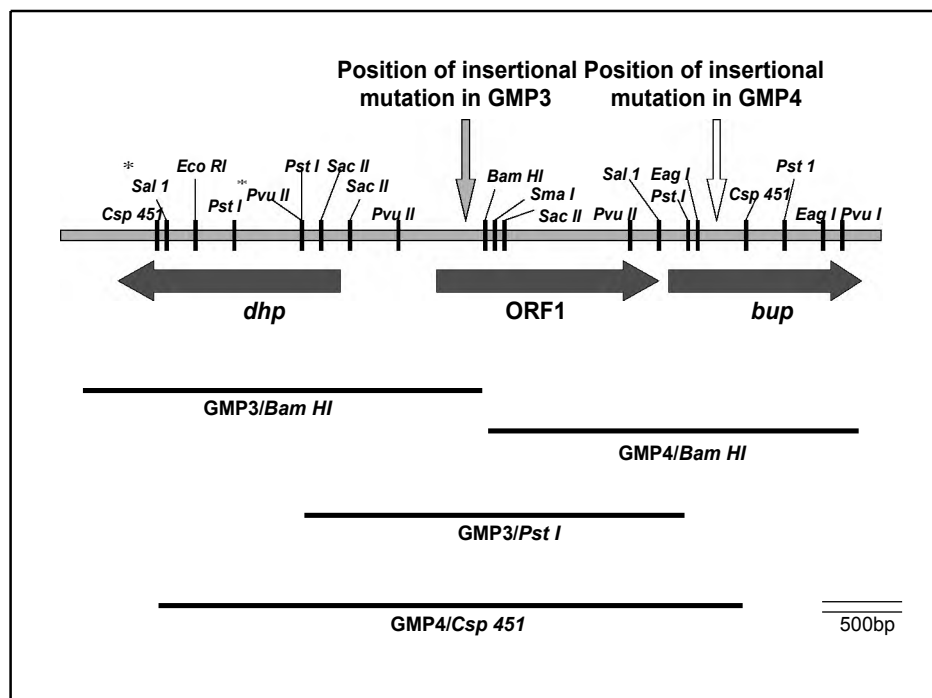 Position of insertional mutation in GMP3
Position of insertional mutation in GMP4
*
Sal 1
Csp 451
Eco RI
Pst I
**
Pvu II
Pst I
Sac II
Sac II
Pvu II
Bam HI
Sma I
Sac II
Pvu II
Sal 1
Eag I
Pst I
Csp 451
Pst 1
Eag I
Pvu I
dhp
ORF1
bup
GMP3/Bam HI
GMP4/Bam HI
GMP3/Pst I
GMP4/Csp 451
500bp